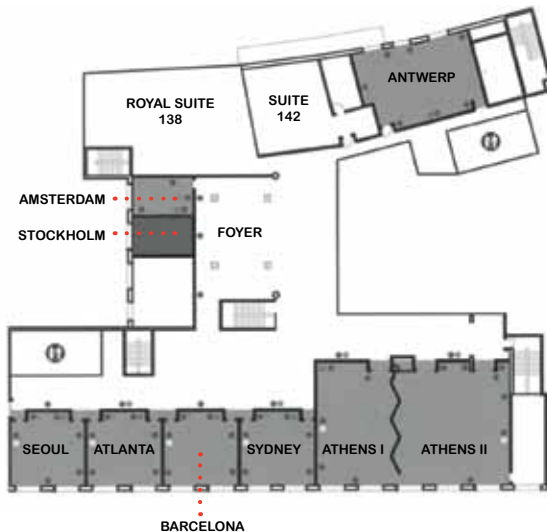 ANTWERP
ROYAL SUITE
138
SUITE
142
AMSTERDAM
STOCKHOLM
FOYER
SEOUL
ATLANTA
SYDNEY
ATHENS I
ATHENS II
BARCELONA